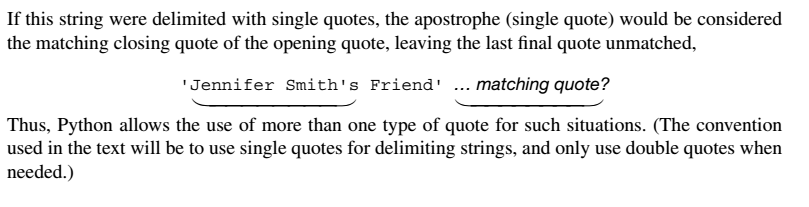 If this string were delimited with single quotes, the apostrophe (single quote) would be considered
the matching closing quote of the opening quote, leaving the last final quote unmatched,
'Jennifer Smith's Friend' ... matching quote?
Thus, Python allows the use of more than one type of quote for such situations. (The convention
used in the text will be to use single quotes for delimiting strings, and only use double quotes when
needed.)